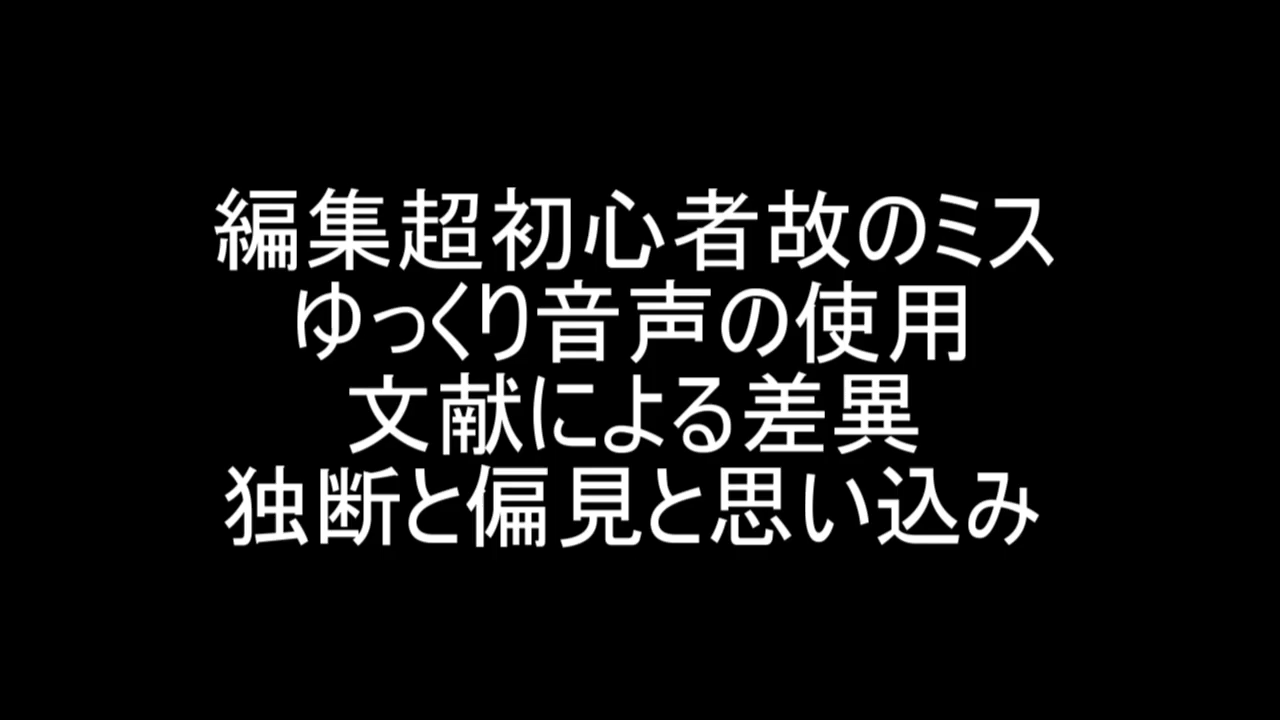 編集超初心者故のミス
ゆっくり音声の使用
文献による差異
独断と偏見と思い込み